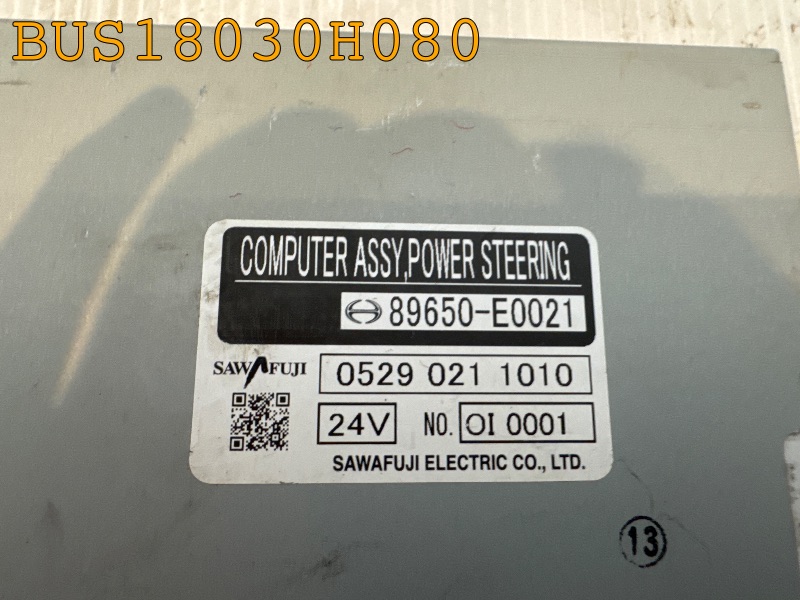 BUS18030H080
COMPUTER ASSY,POWER STEERING
89650-E0021
SAWAFUJI
0529 021 1010
24V NO. OI 0001
SAWAFUJI ELECTRIC CO., LTD.
13